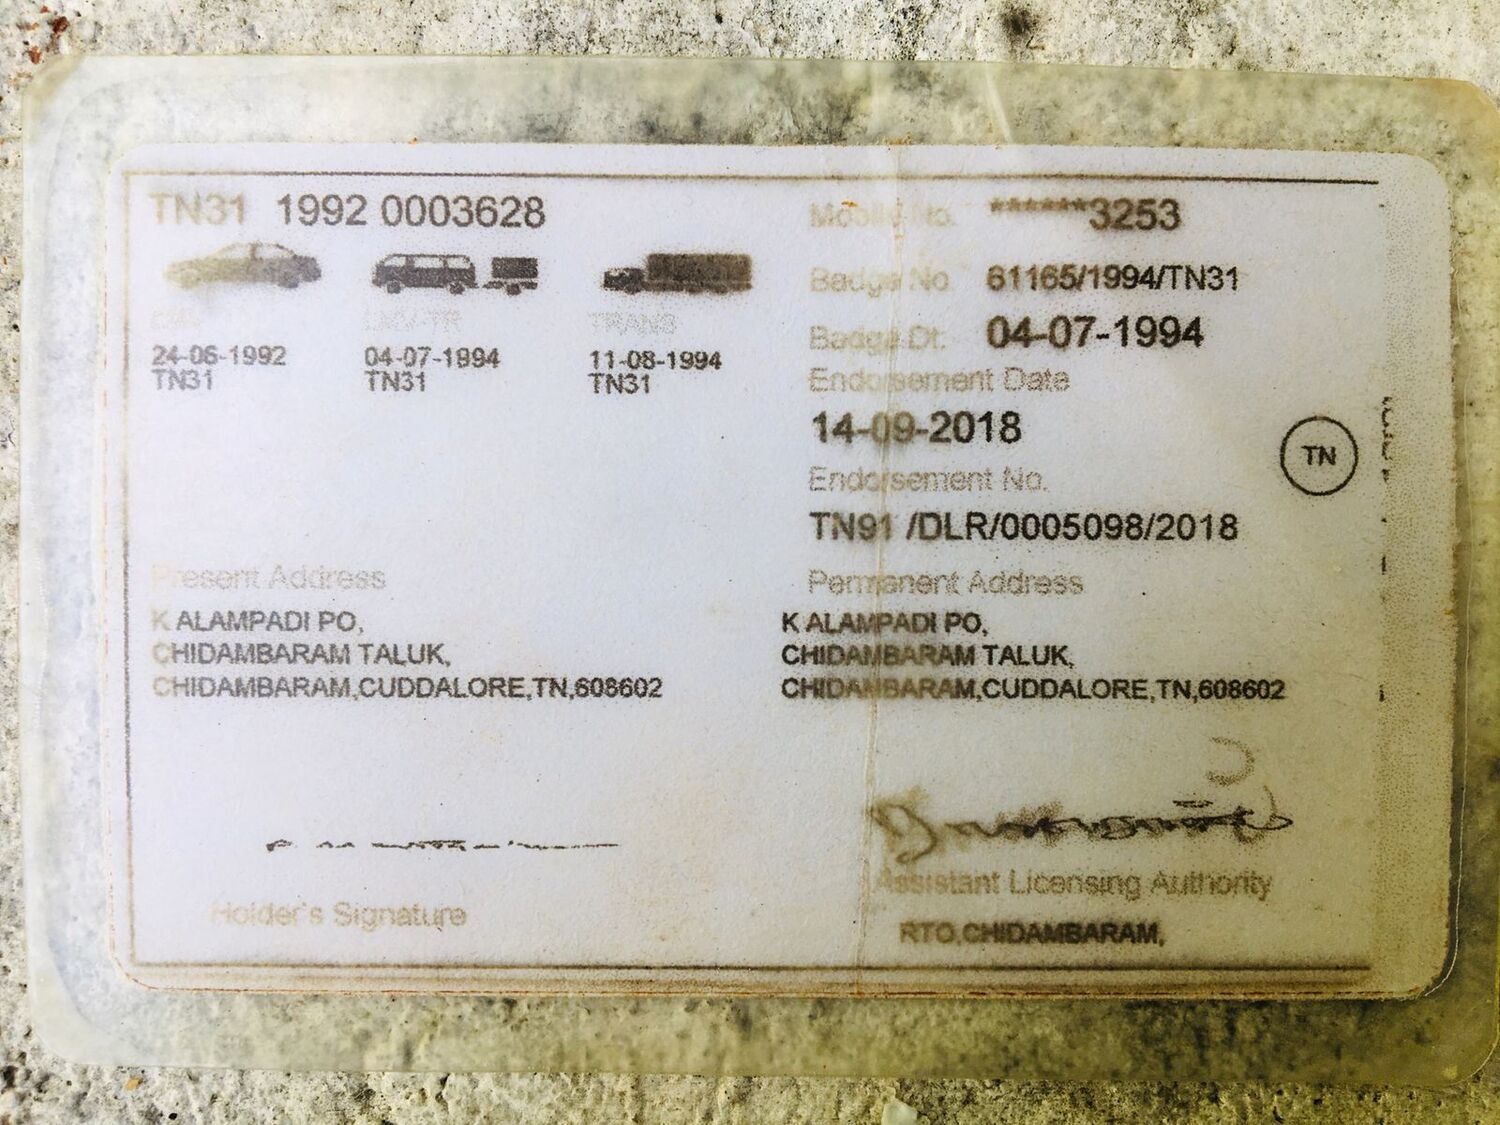 TN31 1992 0003628
Mobile No. ******3253
Badge No. 61165/1994/TN31
Badge Dt. 04-07-1994
LMV-TR TRANS
24-06-1992 04-07-1994 11-08-1994
TN31 TN31 TN31
Endorsement Date
14-09-2018
TN
Endorsement No.
TN91 /DLR/0005098/2018
Present Address
K ALAMPADI PO,
CHIDAMBARAM TALUK,
CHIDAMBARAM,CUDDALORE,TN,608602
Permanent Address
K ALAMPADI PO,
CHIDAMBARAM TALUK,
CHIDAMBARAM,CUDDALORE,TN,608602
Holder's Signature
Assistant Licensing Authority
RTO,CHIDAMBARAM,